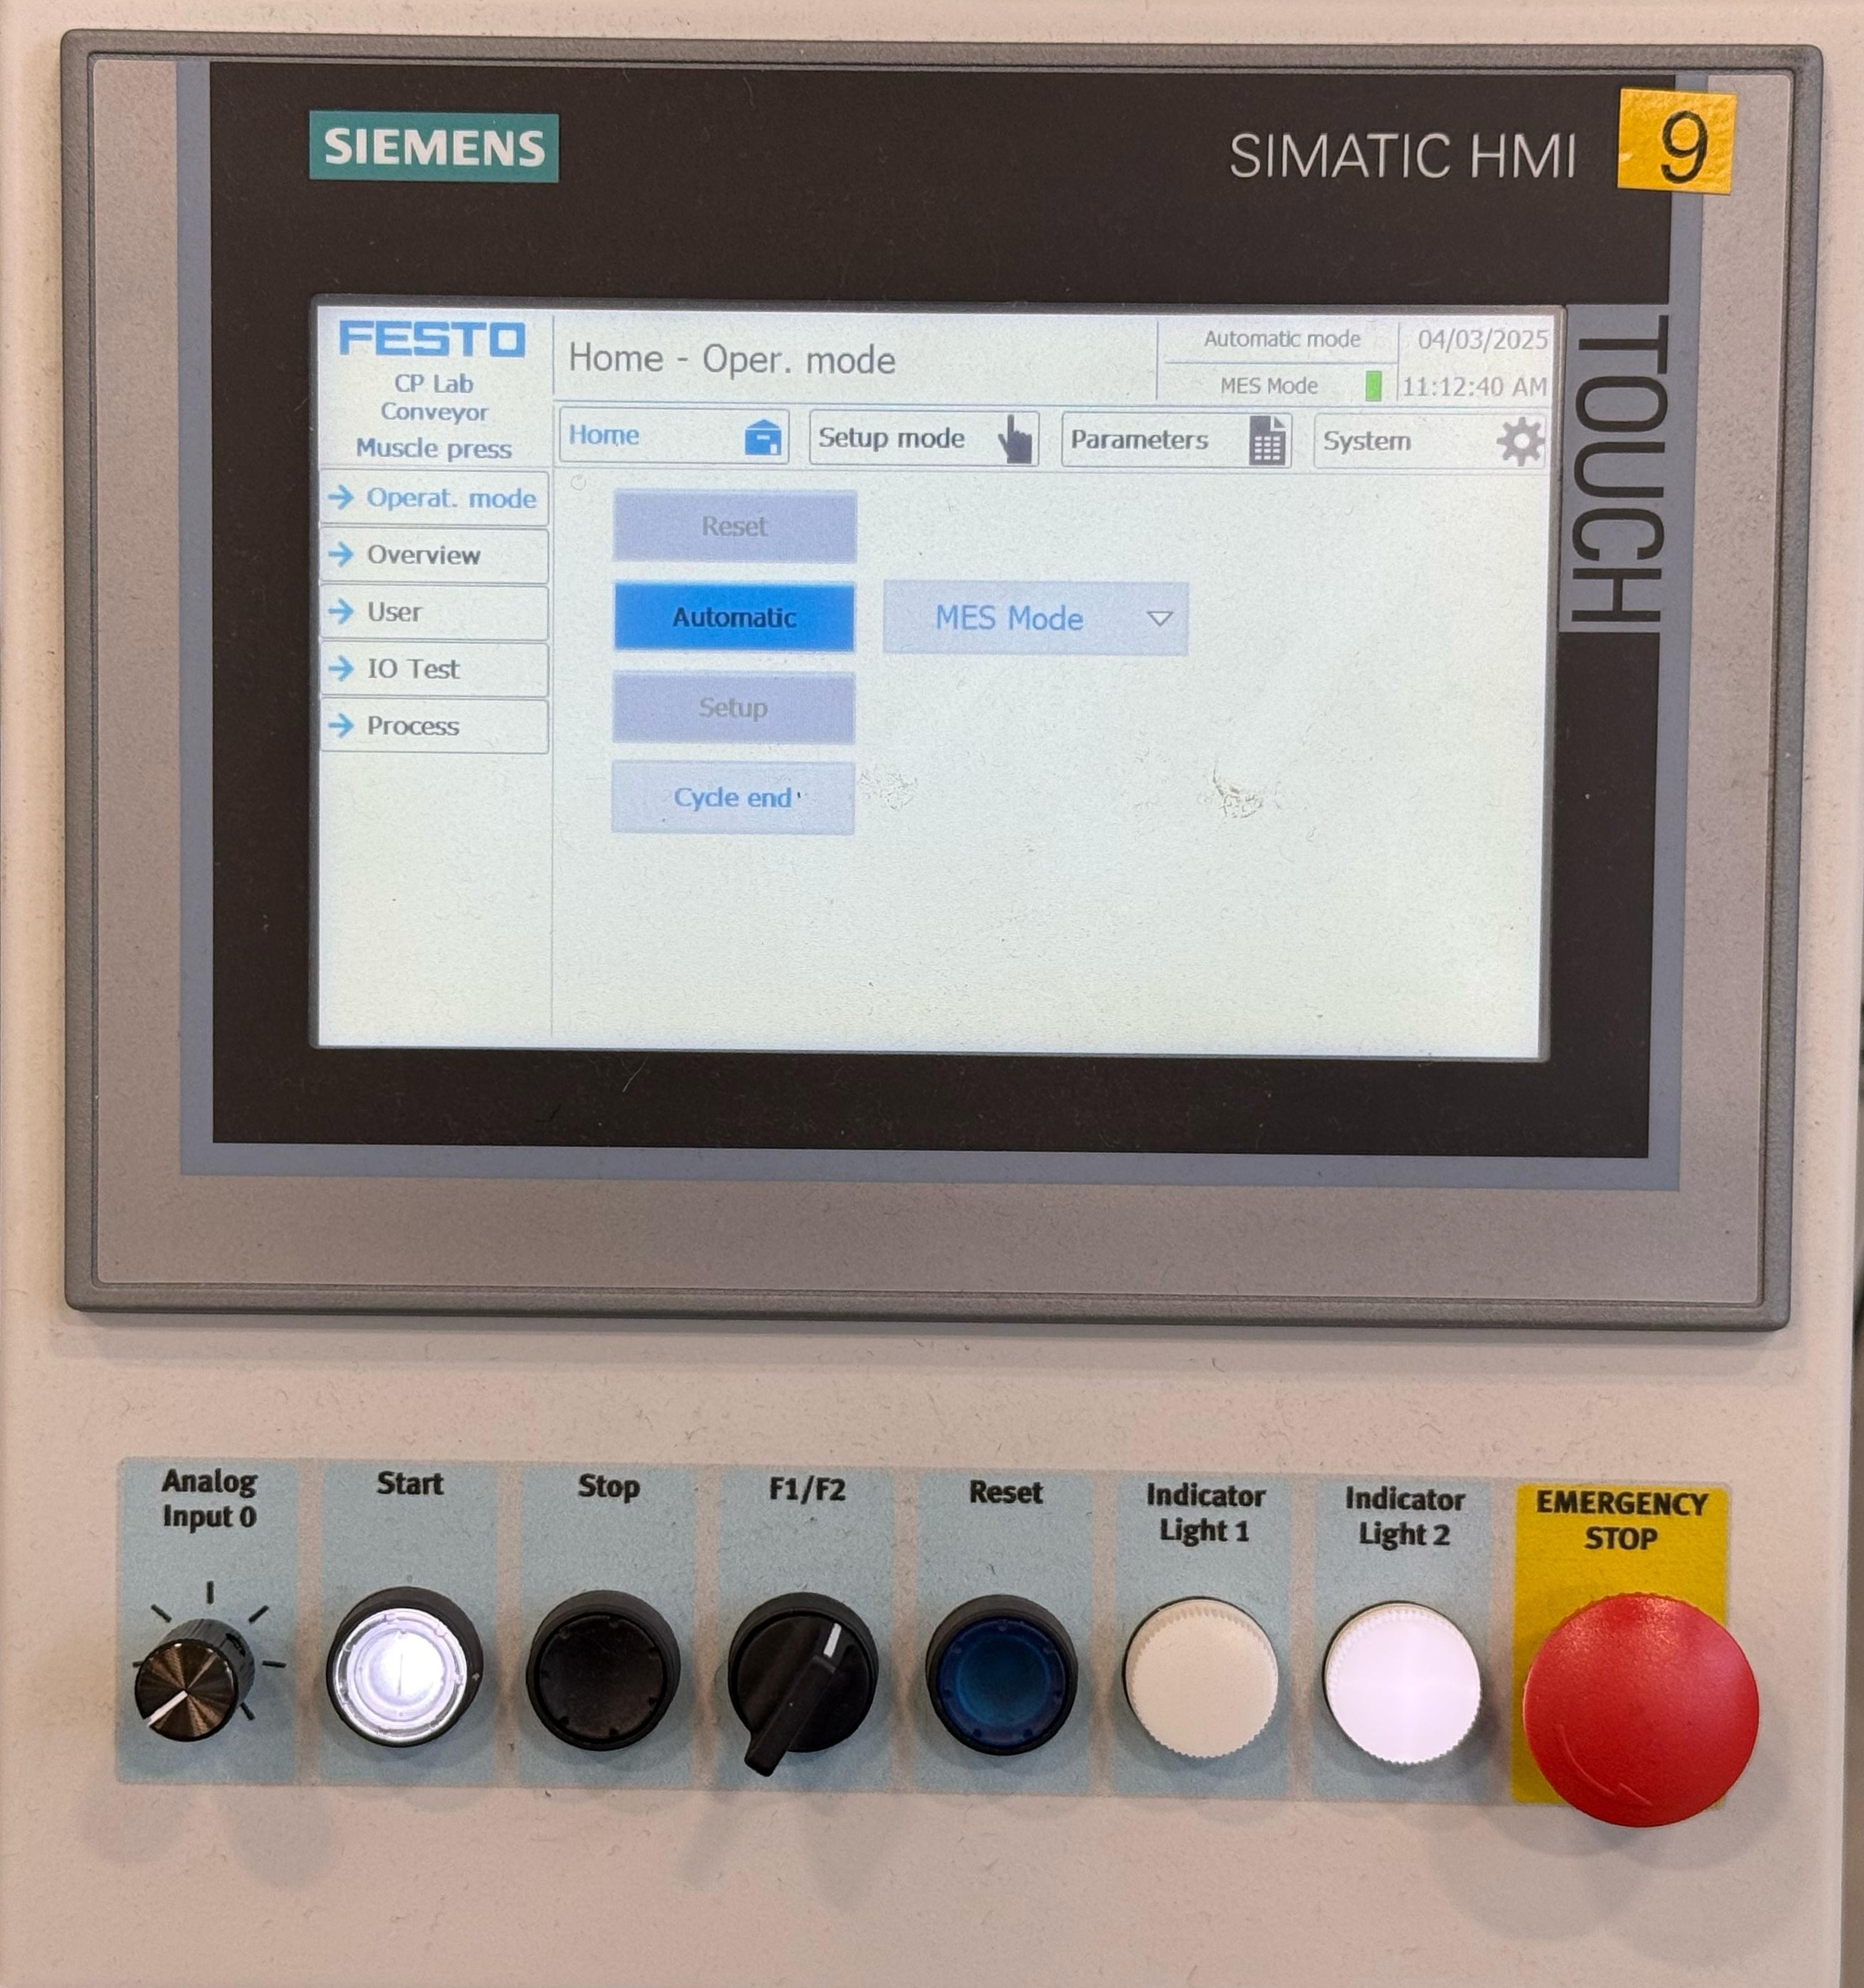 SIEMENS
SIMATIC HMI
9
TOUCH
FESTO
CP Lab
Conveyor
Muscle press
Home - Oper. mode
Automatic mode
04/03/2025
MES Mode
11:12:40 AM
Home
Setup mode
Parameters
System
Operat. mode
Overview
User
IO Test
Process
Reset
Automatic
MES Mode
Setup
Cycle end
Analog
Input 0
Start
Stop
F1/F2
Reset
Indicator
Light 1
Indicator
Light 2
EMERGENCY
STOP